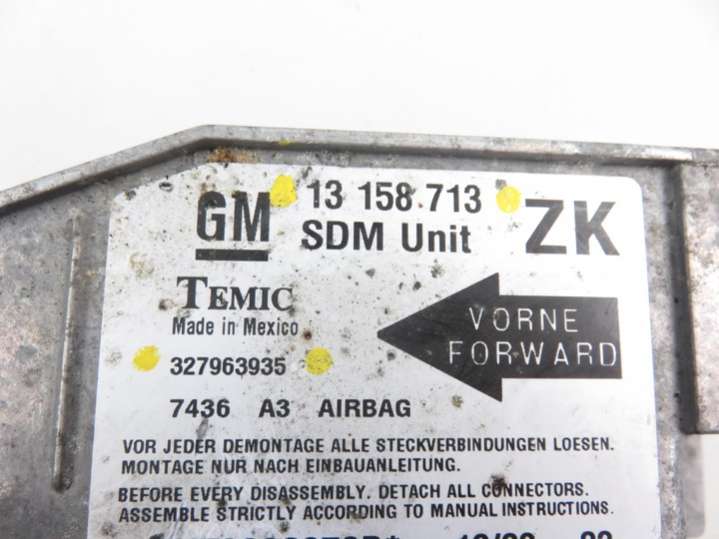 GM 13 158.713 ZK
SDM Unit
TEMIC
Made in Mexico
VORNE
FORWARD
327963935
7436 A3 AIRBAG
VOR JEDER DEMONTAGE ALLE STECKVERBINDUNGEN LOESEN.
MONTAGE NUR NACH EINBAUANLEITUNG.
BEFORE EVERY DISASSEMBLY. DETACH ALL CONNECTORS.
ASSEMBLE STRICTLY ACCORDING TO MANUAL INSTRUCTIONS.